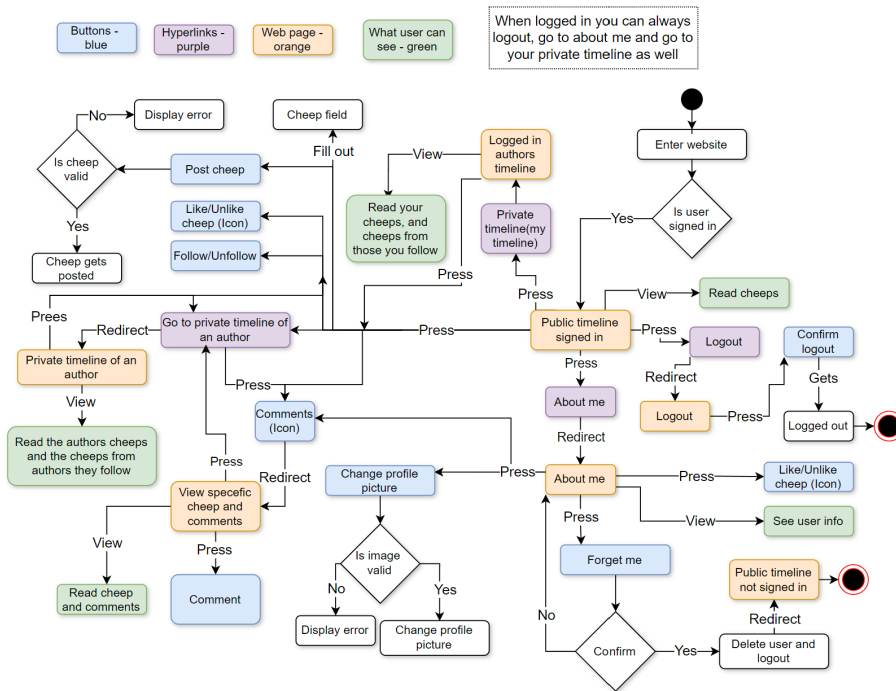 Buttons -
blue
Hyperlinks -
purple
Web page -
orange
What user can
see - green
When logged in you can always
logout, go to about me and go to
your private timeline as well
No
Display error
Cheep field
Fill out
Is cheep
valid
Post cheep
Yes
Cheep gets
posted
Like/Unlike
cheep (Icon)
Follow/Unfollow
View
Logged in
authors
timeline
Read your
cheeps, and
cheeps from
those you follow
Private
timeline(my
timeline)
Press
Press
Enter website
Is user
signed in
Yes
View
Read cheeps
Prees
Redirect
Go to private timeline of
an author
Press
Public timeline
signed in
Press
Logout
Confirm
logout
Private timeline of an
author
View
Press
Press
About me
Redirect
Logout
Press
Gets
Logged out
Read the authors cheeps
and the cheeps from
authors they follow
Comments
(Icon)
Redirect
Press
Redirect
View specefic
cheep and
comments
Change profile
picture
Press
About me
Press
Like/Unlike
cheep (Icon)
View
See user info
View
Press
Is image
valid
Press
Forget me
Read cheep
and comments
Comment
No
Yes
Display error
Change profile
picture
No
Confirm
Yes
Public timeline
not signed in
Redirect
Delete user and
logout